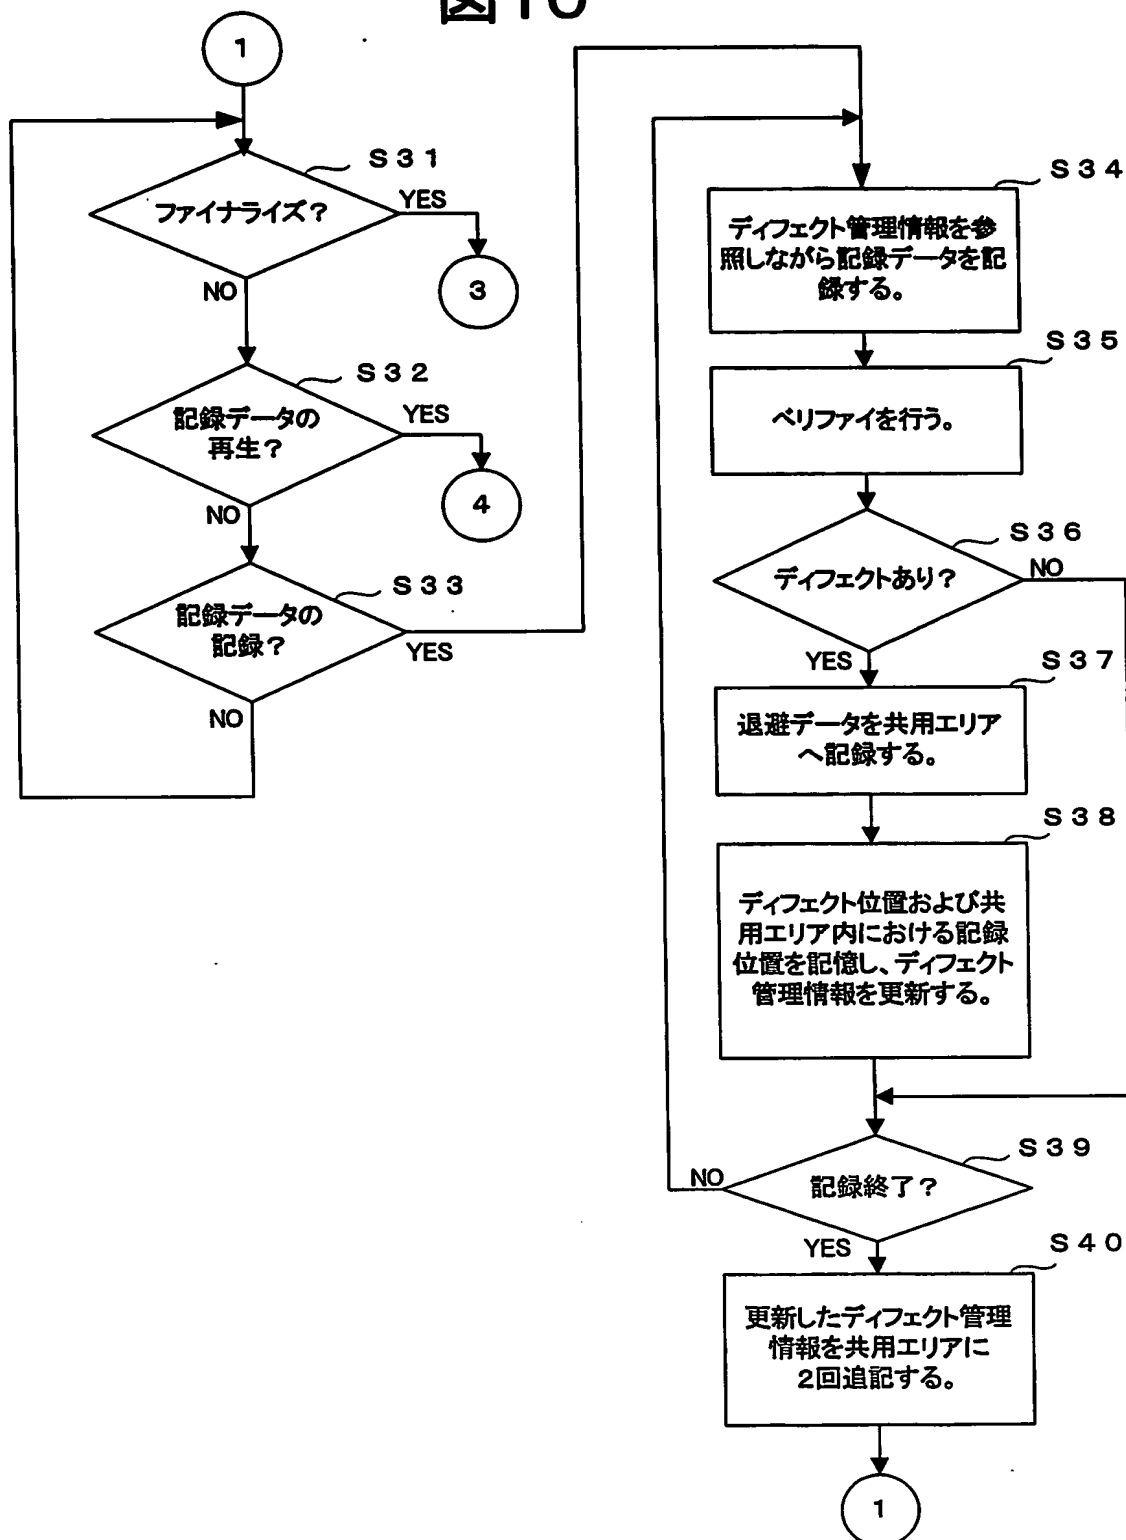 図10
1
S31
ファイナライズ？
YES
3
NO
S32
記録データの
再生？
YES
4
NO
S33
記録データの
記録？
YES
NO
S34
ディフェクト管理情報を参
照しながら記録データを記
録する。
S35
ベリファイを行う。
S36
ディフェクトあり？
NO
YES
S37
退避データを共用エリア
へ記録する。
S38
ディフェクト位置および共
用エリア内における記録
位置を記憶し、ディフェクト
管理情報を更新する。
S39
記録終了？
NO
YES
S40
更新したディフェクト管理
情報を共用エリアに
2回追記する。
1